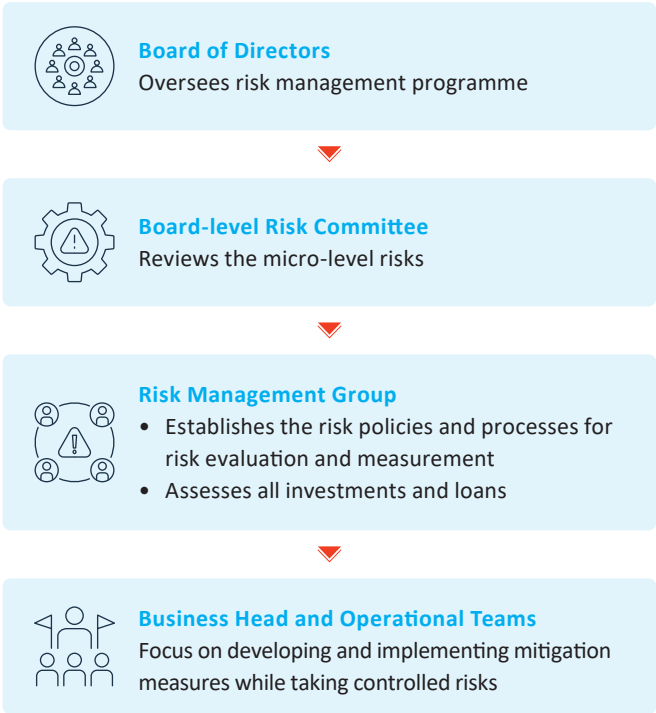 Board of Directors
Oversees risk management programme
Board-level Risk Committee
Reviews the micro-level risks
Risk Management Group
• Establishes the risk policies and processes for
risk evaluation and measurement
• Assesses all investments and loans
Business Head and Operational Teams
Focus on developing and implementing mitigation
measures while taking controlled risks